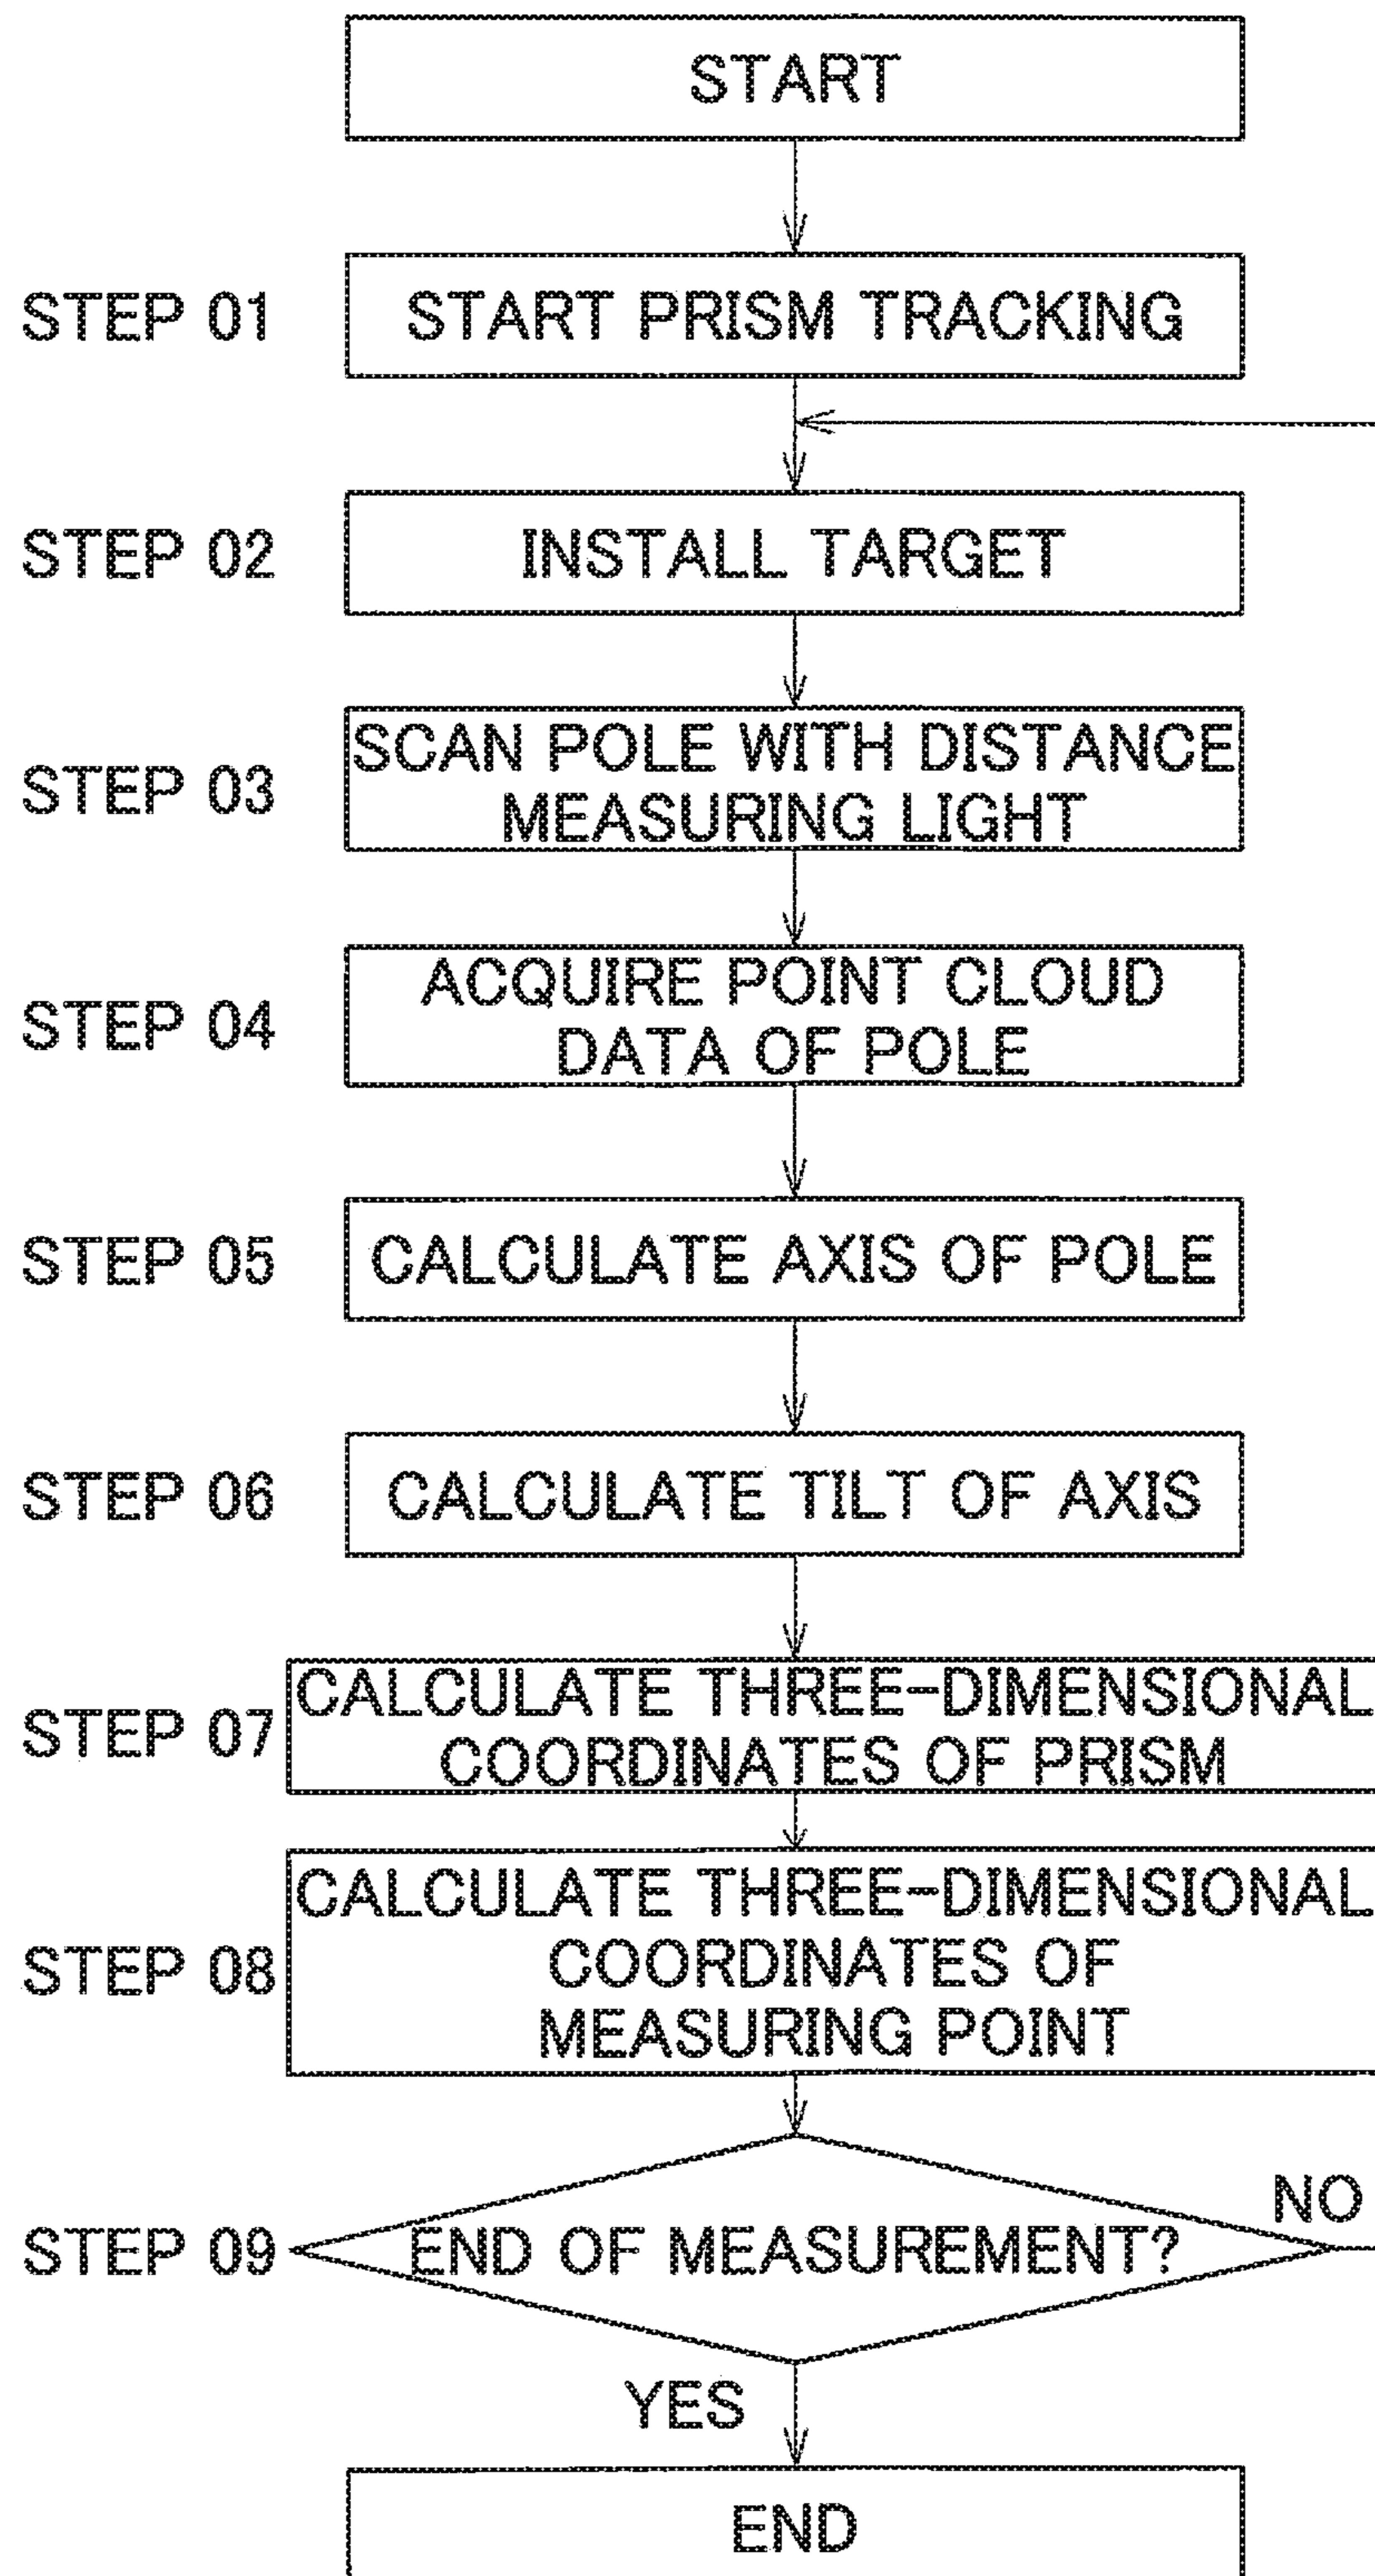 START
STEP 01
START PRISM TRACKING
STEP 02
INSTALL TARGET
STEP 03
SCAN POLE WITH DISTANCE
MEASURING LIGHT
STEP 04
ACQUIRE POINT CLOUD
DATA OF POLE
STEP 05
CALCULATE AXIS OF POLE
STEP 06
CALCULATE TILT OF AXIS
STEP 07
CALCULATE THREE-DIMENSIONAL
COORDINATES OF PRISM
STEP 08
CALCULATE THREE-DIMENSIONAL
COORDINATES OF
MEASURING POINT
STEP 09
END OF MEASUREMENT?
NO
YES
END